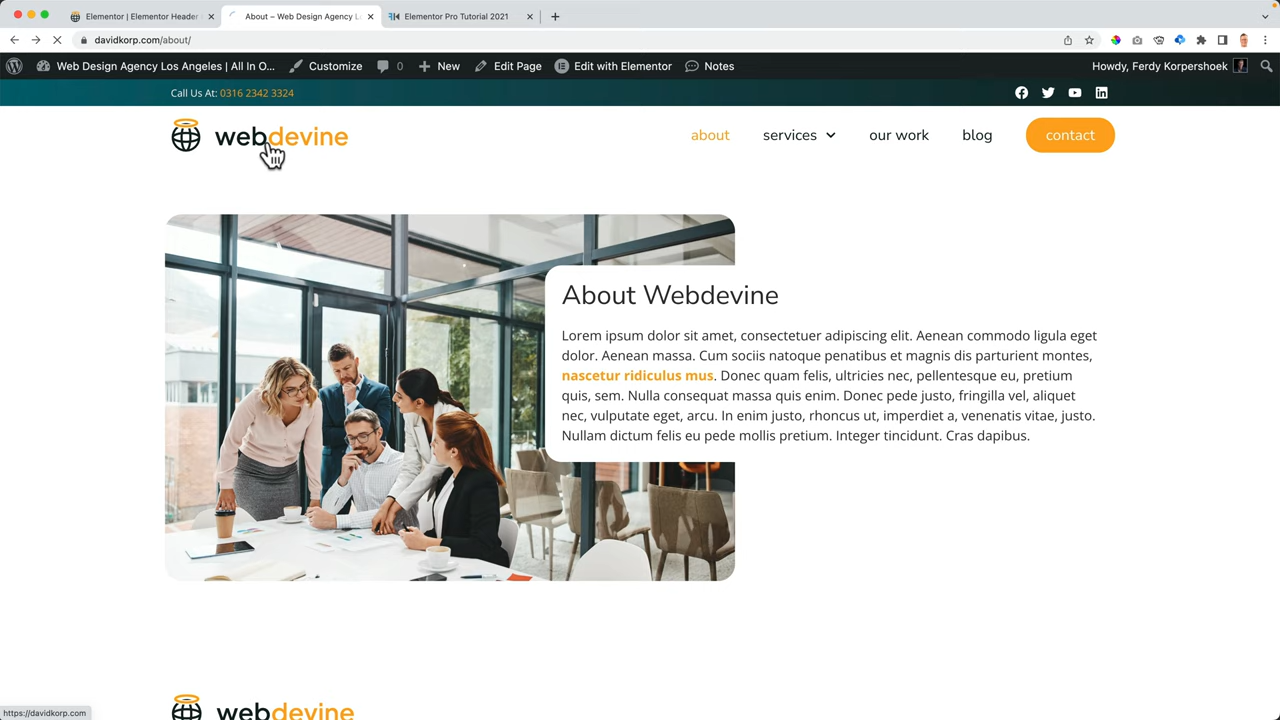 Elementor | Elementor Header
About – Web Design Agency L
Elementor Pro Tutorial 2021
davidkorp.com/about/
Web Design Agency Los Angeles | All In O...
Customize
0
New
Edit Page
Edit with Elementor
Notes
Howdy, Ferdy Korpershoek
Call Us At: 0316 2342 3324
webdevine
about
services
our work
blog
contact
About Webdevine
Lorem ipsum dolor sit amet, consectetuer adipiscing elit. Aenean commodo ligula eget
dolor. Aenean massa. Cum sociis natoque penatibus et magnis dis parturient montes,
nascetur ridiculus mus. Donec quam felis, ultricies nec, pellentesque eu, pretium
quis, sem. Nulla consequat massa quis enim. Donec pede justo, fringilla vel, aliquet
nec, vulputate eget, arcu. In enim justo, rhoncus ut, imperdiet a, venenatis vitae, justo.
Nullam dictum felis eu pede mollis pretium. Integer tincidunt. Cras dapibus.
webdevine
https://davidkorp.com